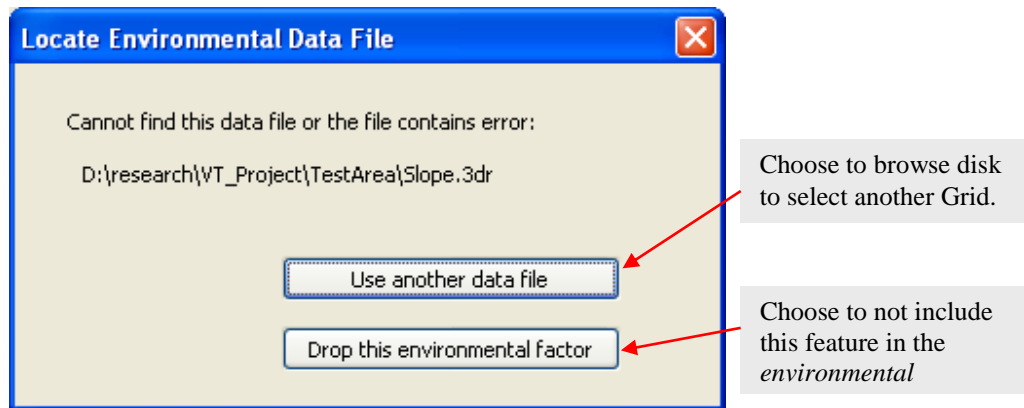 Locate Environmental Data File
Cannot find this data file or the file contains error:
D:\research\VT_Project\TestArea\Slope.3dr
Choose to browse disk
to select another Grid.
Use another data file
Choose to not include
this feature in the
environmental
Drop this environmental factor